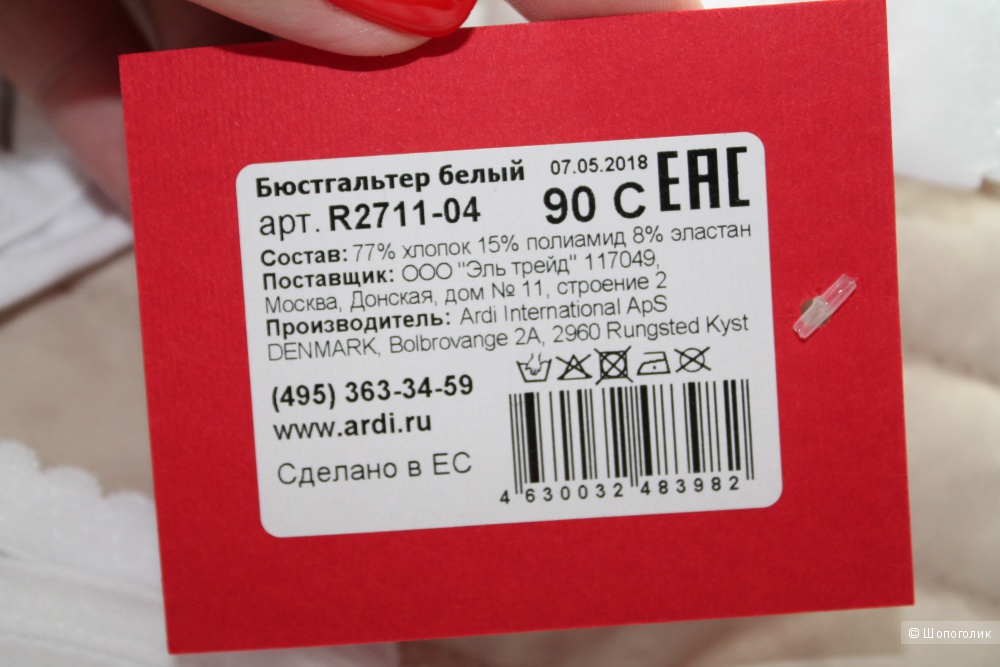 Бюстгальтер белый 07.05.2018
арт. R2711-04 90 C EAC
Состав: 77% хлопок 15% полиамид 8% эластан
Поставщик: ООО "Эль трейд" 117049,
Москва, Донская, дом № 11, строение 2
Производитель: Ardi International ApS
DENMARK, Bolbrovange 2A, 2960 Rungsted Kyst
(495) 363-34-59
www.ardi.ru
Сделано в ЕС
4 630032 483982
© Шопоголик